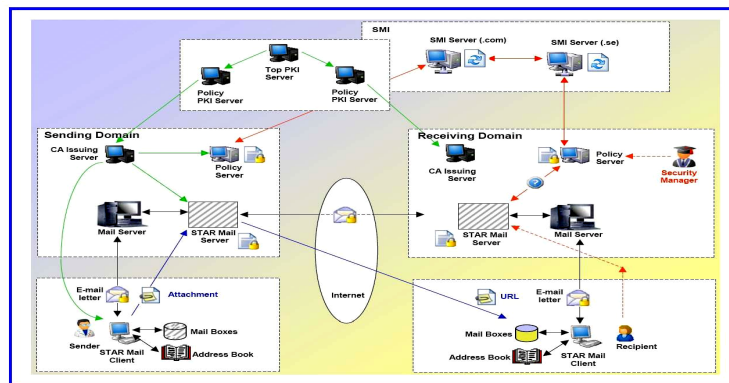 SMI
SMI Server (.com)
SMI Server (.se)
Top PKI
Server
Policy
PKI Server
Policy
PKI Server
Sending Domain
CA Issuing
Server
Policy
Server
Mail Server
STAR Mail
Server
Receiving Domain
CA Issuing
Server
Policy
Server
Security
Manager
?
STAR Mail
Server
Mail Server
Internet
E-mail
letter
Attachment
Sender
STAR Mail
Client
Mail Boxes
Address Book
URL
E-mail
letter
Mail Boxes
Address Book
STAR Mail
Client
Recipient